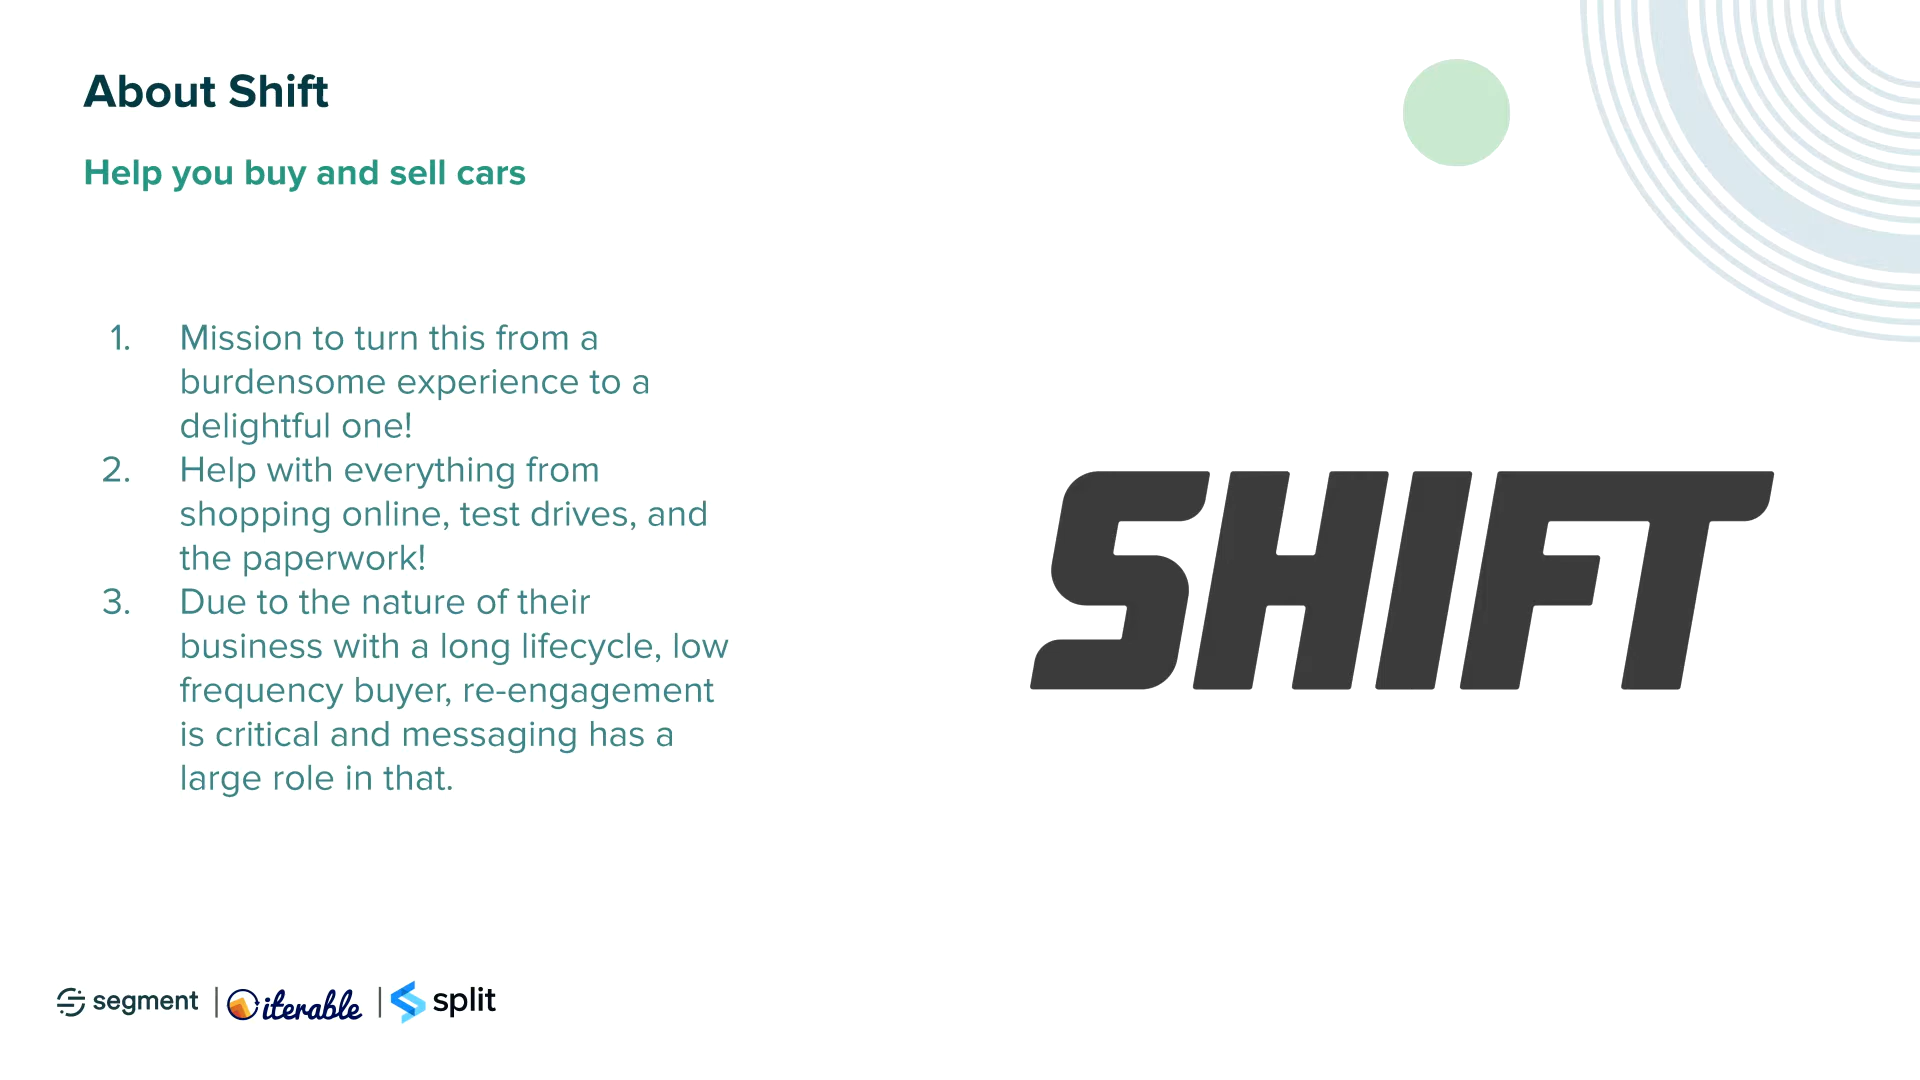 About Shift
Help you buy and sell cars
1. Mission to turn this from a
burdensome experience to a
delightful one!
2. Help with everything from
shopping online, test drives, and
the paperwork!
3. Due to the nature of their
business with a long lifecycle, low
frequency buyer, re-engagement
is critical and messaging has a
large role in that.
SHIFT
segment | iterable | split